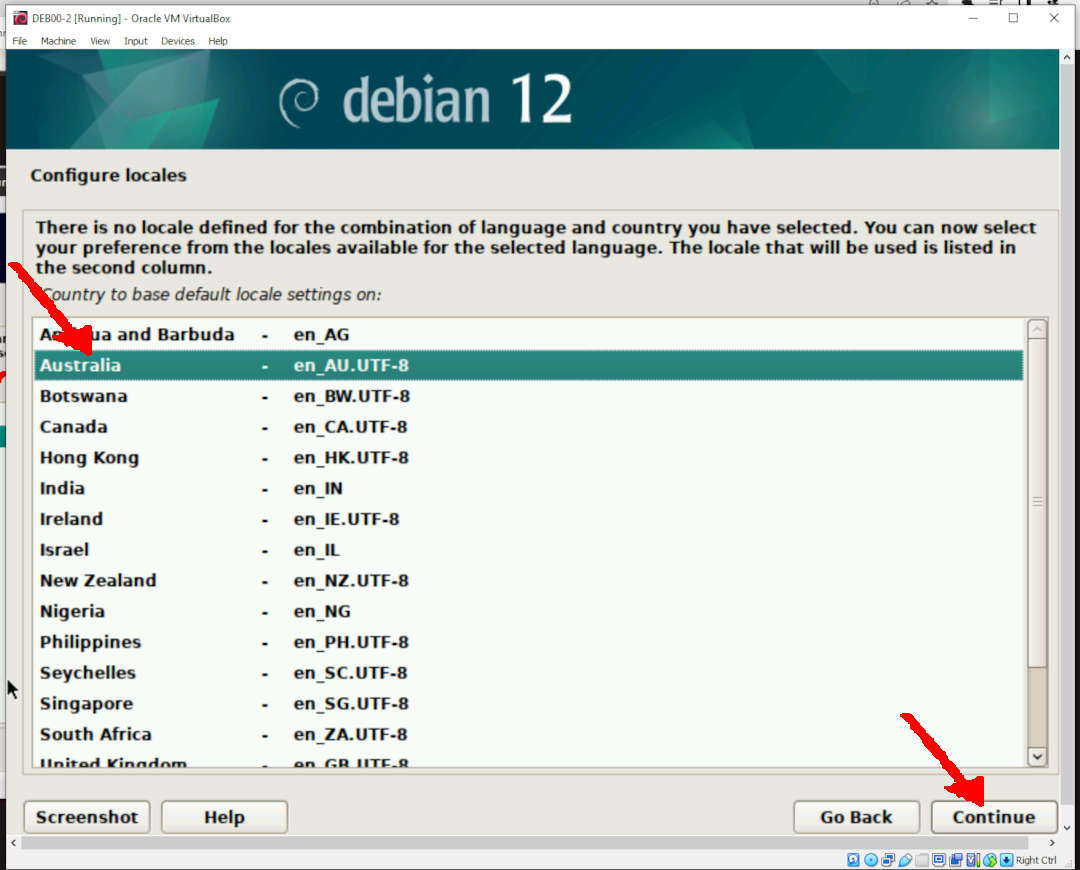 DEB00-2 [Running] - Oracle VM VirtualBox
File Machine View Input Devices Help
debian 12
Configure locales
There is no locale defined for the combination of language and country you have selected. You can now select
your preference from the locales available for the selected language. The locale that will be used is listed in
the second column.
Country to base default locale settings on:
Antigua and Barbuda - en_AG
Australia - en_AU.UTF-8
Botswana - en_BW.UTF-8
Canada - en_CA.UTF-8
Hong Kong - en_HK.UTF-8
India - en_IN
Ireland - en_IE.UTF-8
Israel - en_IL
New Zealand - en_NZ.UTF-8
Nigeria - en_NG
Philippines - en_PH.UTF-8
Seychelles - en_SC.UTF-8
Singapore - en_SG.UTF-8
South Africa - en_ZA.UTF-8
United Kingdom - en_GB.UTF-8
Screenshot Help Go Back Continue
Right Ctrl